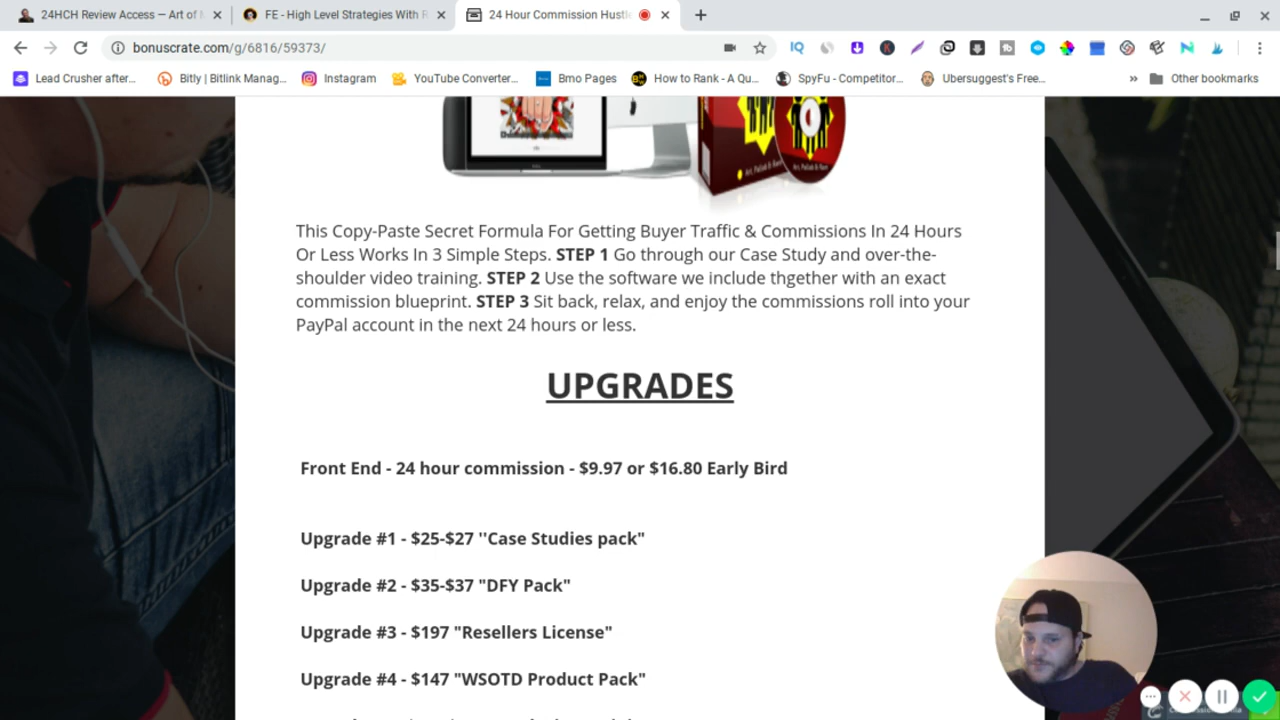 24HCH Review Access — Art of
FE - High Level Strategies With
24 Hour Commission Hustl
bonuscrate.com/g/6816/59373/
Lead Crusher after...
Bitly | Bitlink Manag...
Instagram
YouTube Converter...
Bmo Pages
How to Rank - A Qu...
SpyFu - Competitor...
Ubersuggest's Free...
Other bookmarks
This Copy-Paste Secret Formula For Getting Buyer Traffic & Commissions In 24 Hours
Or Less Works In 3 Simple Steps. STEP 1 Go through our Case Study and over-the-
shoulder video training. STEP 2 Use the software we include thgether with an exact
commission blueprint. STEP 3 Sit back, relax, and enjoy the commissions roll into your
PayPal account in the next 24 hours or less.
UPGRADES
Front End - 24 hour commission - $9.97 or $16.80 Early Bird
Upgrade #1 - $25-$27 ''Case Studies pack"
Upgrade #2 - $35-$37 "DFY Pack"
Upgrade #3 - $197 "Resellers License"
Upgrade #4 - $147 "WSOTD Product Pack"